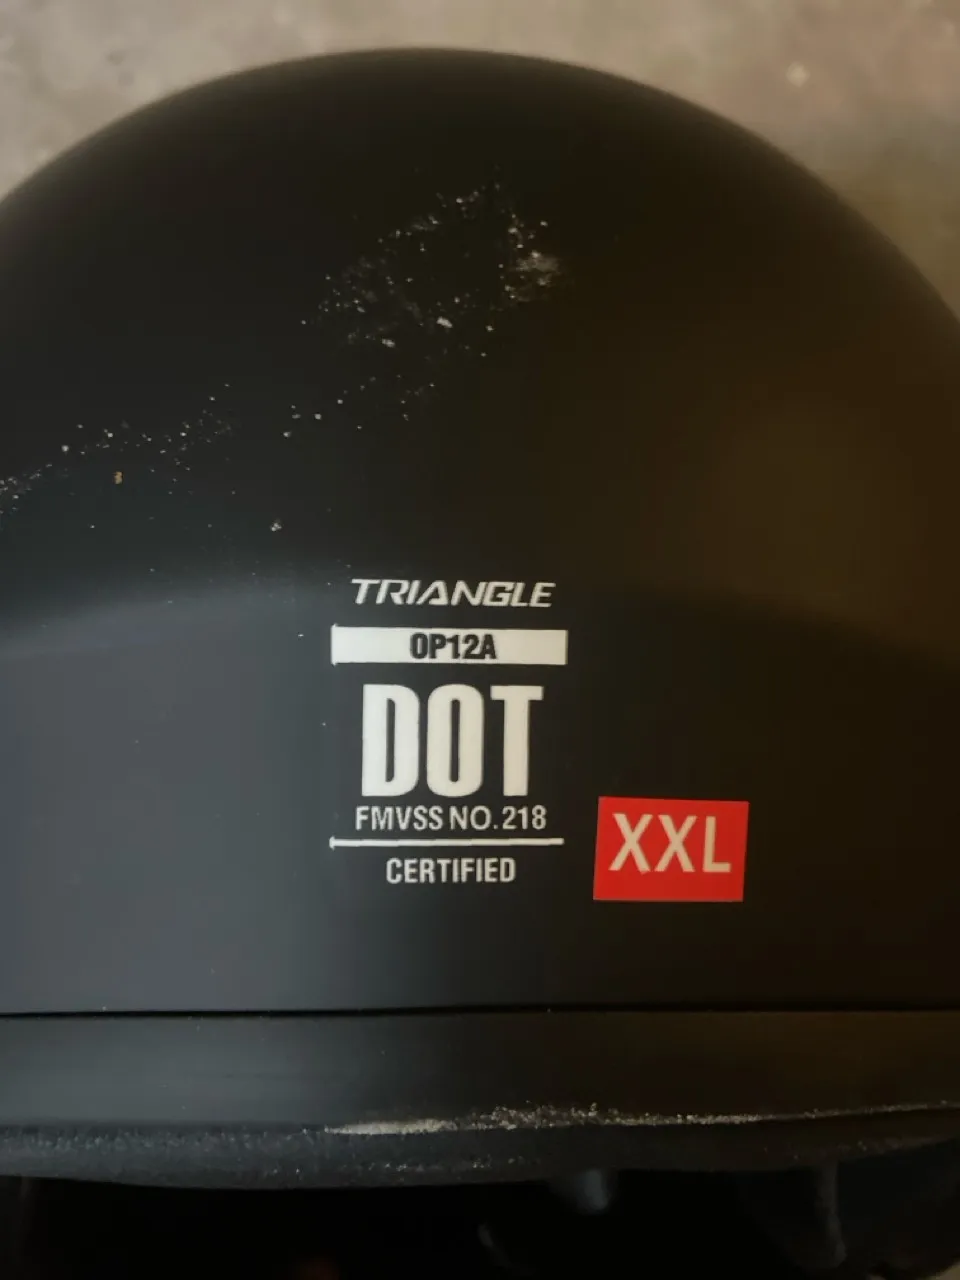 TRIANGLE
OP12A
DOT
FMVSS NO.218
CERTIFIED
XXL